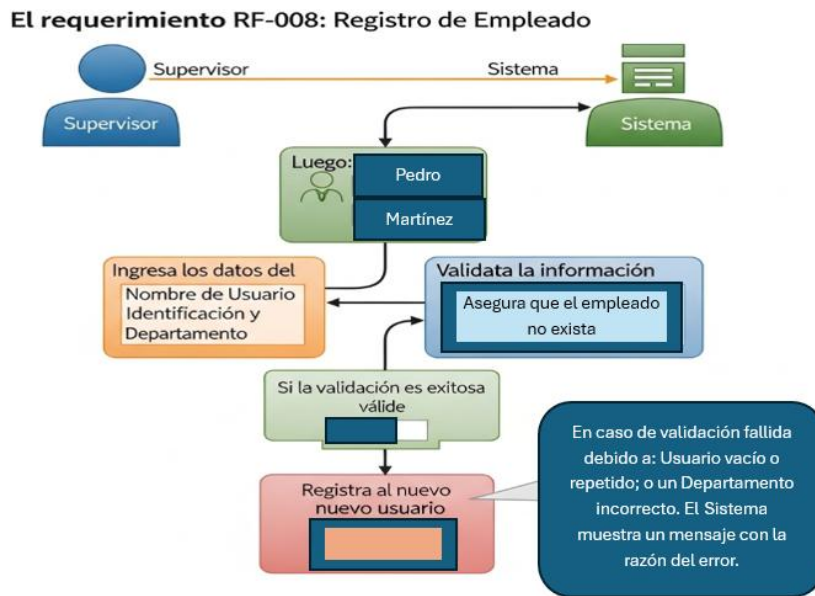 El requerimiento RF-008: Registro de Empleado
Supervisor
Sistema
Supervisor
Sistema
Luego:
Pedro
Martínez
Ingresa los datos del
Nombre de Usuario
Identificación y
Departamento
Validata la información
Asegura que el empleado
no exista
Si la validación es exitosa
válide
Registra al nuevo
nuevo usuario
En caso de validación fallida
debido a: Usuario vacío o
repetido; o un Departamento
incorrecto. El Sistema
muestra un mensaje con la
razón del error.